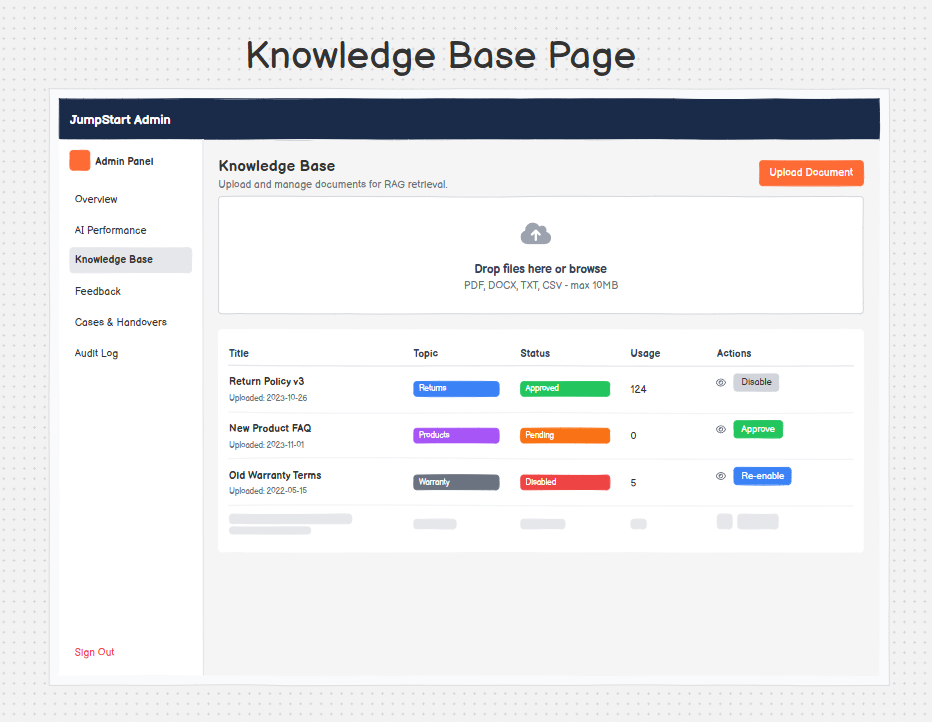 Knowledge Base Page
JumpStart Admin
Admin Panel
Overview
AI Performance
Knowledge Base
Feedback
Cases & Handovers
Audit Log
Sign Out
Knowledge Base
Upload and manage documents for RAG retrieval.
Upload Document
Drop files here or browse
PDF, DOCX, TXT, CSV - max 10MB
Title Topic Status Usage Actions
Return Policy v3 Returns Approved 124 Disable
Uploaded: 2023-10-26
New Product FAQ Products Pending 0 Approve
Uploaded: 2023-11-01
Old Warranty Terms Warranty Disabled 5 Re-enable
Uploaded: 2022-05-15